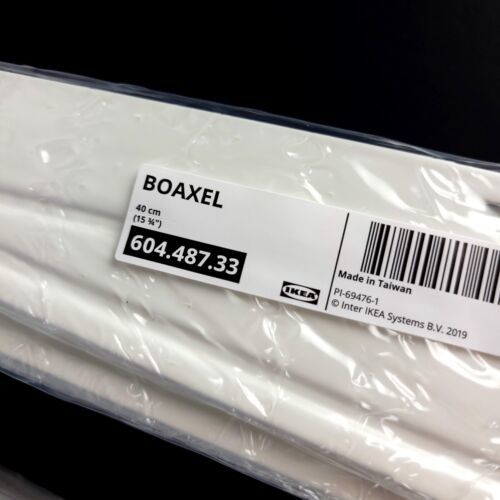 BOAXEL
40 cm
(15 ¾")
604.487.33
IKEA
Made in Taiwan
PI-69476-1
© Inter IKEA Systems B.V. 2019